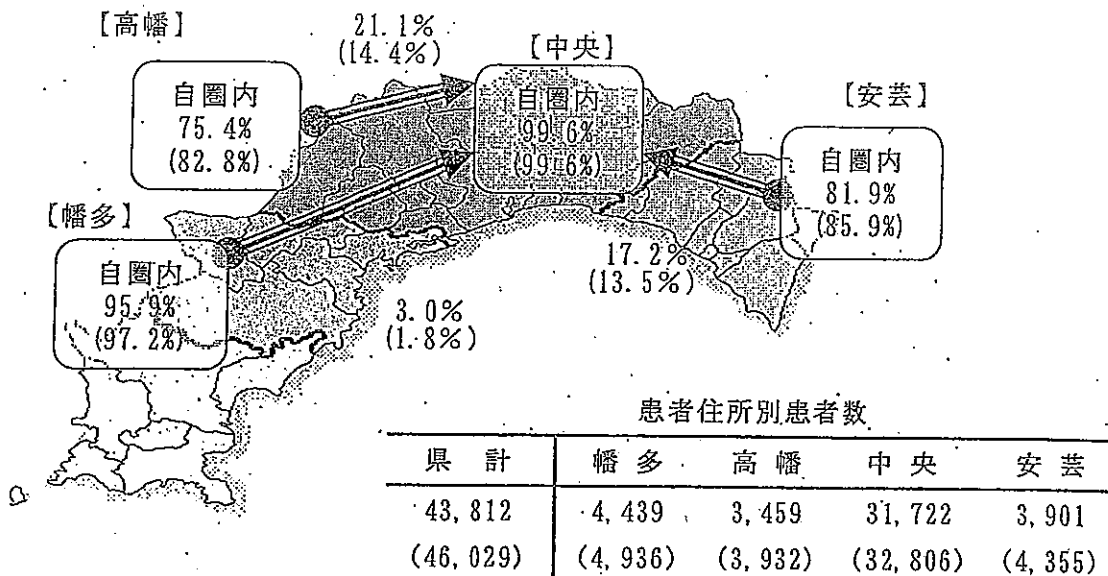 【高幡】
21.1%
(14.4%)
【中央】
【安芸】
自圏内
75.4%
(82.8%)
自圏内
99.6%
(99.6%)
自圏内
81.9%
(85.9%)
【幡多】
自圏内
95.9%
(97.2%)
17.2%
(13.5%)
3.0%
(1.8%)
患者住所別患者数
県計 幡多 高幡 中央 安芸
43,812 4,439 3,459 31,722 3,901
(46,029) (4,936) (3,932) (32,806) (4,355)